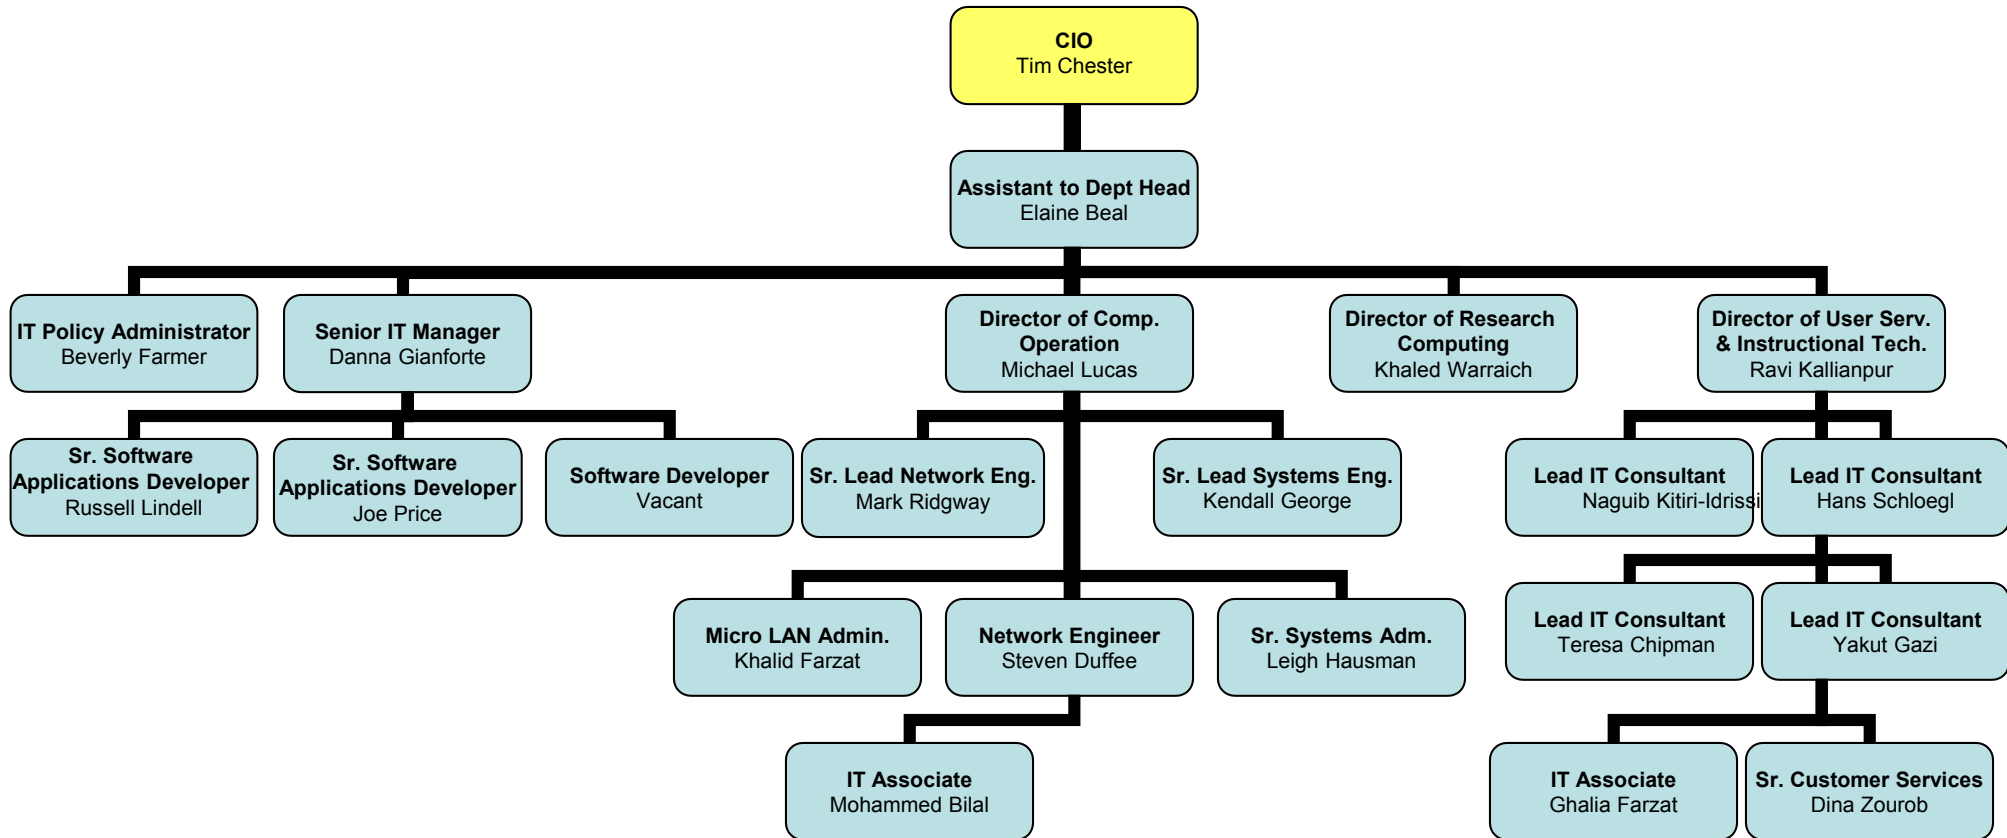 CIO
Tim Chester
Assistant to Dept Head
Elaine Beal
IT Policy Administrator
Beverly Farmer
Senior IT Manager
Danna Gianforte
Director of Comp.
Operation
Michael Lucas
Director of Research
Computing
Khaled Warraich
Director of User Serv.
& Instructional Tech.
Ravi Kallianpur
Sr. Software
Applications Developer
Russell Lindell
Sr. Software
Applications Developer
Joe Price
Software Developer
Vacant
Sr. Lead Network Eng.
Mark Ridgway
Sr. Lead Systems Eng.
Kendall George
Lead IT Consultant
Naguib Kitiri-Idrissi
Lead IT Consultant
Hans Schloegl
Micro LAN Admin.
Khalid Farzat
Network Engineer
Steven Duffee
Sr. Systems Adm.
Leigh Hausman
Lead IT Consultant
Teresa Chipman
Lead IT Consultant
Yakut Gazi
IT Associate
Mohammed Bilal
IT Associate
Ghalia Farzat
Sr. Customer Services
Dina Zourob